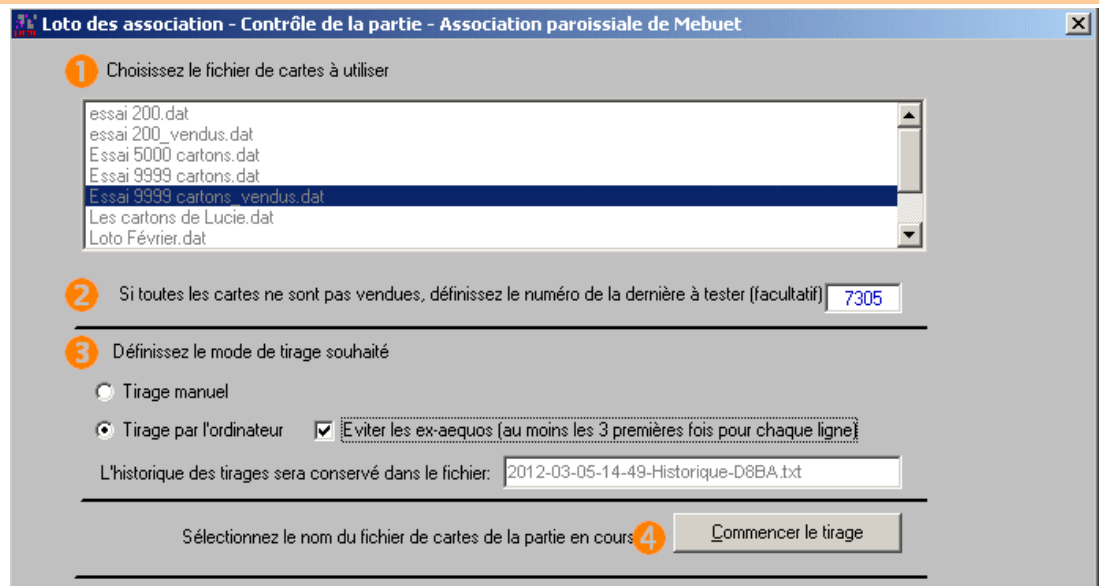 Loto des association - Contrôle de la partie - Association paroissiale de Mebuet
1 Choisissez le fichier de cartes à utiliser
essai 200.dat
essai 200_vendus.dat
Essai 5000 cartons.dat
Essai 9999 cartons.dat
Essai 9999 cartons_vendus.dat
Les cartons de Lucie.dat
Loto Février.dat
2 Si toutes les cartes ne sont pas vendues, définissez le numéro de la dernière à tester (facultatif) 7305
3 Définissez le mode de tirage souhaité
Tirage manuel
Tirage par l'ordinateur Eviter les ex-aequos (au moins les 3 premières fois pour chaque ligne)
L'historique des tirages sera conservé dans le fichier: 2012-03-05-14-49-Historique-D8BA.txt
Sélectionnez le nom du fichier de cartes de la partie en cours 4 Commencer le tirage